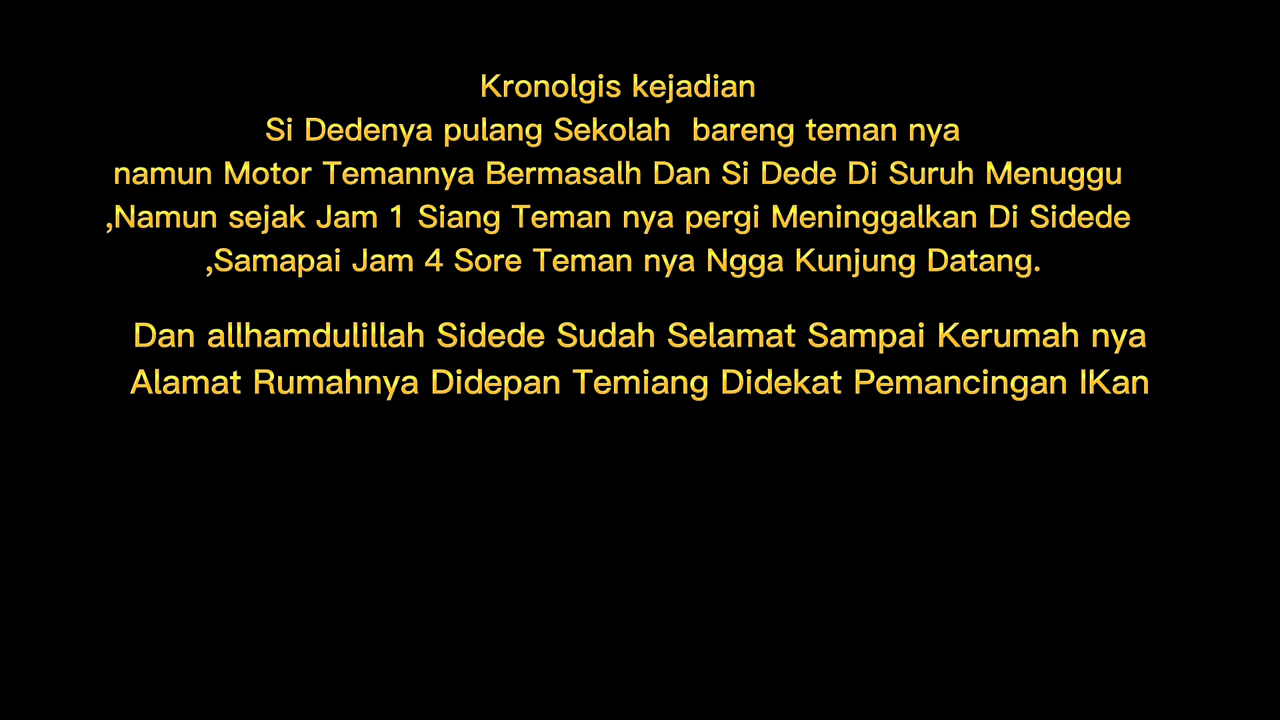 Kronolgis kejadian
Si Dedenya pulang Sekolah bareng teman nya
namun Motor Temannya Bermasalh Dan Si Dede Di Suruh Menuggu
,Namun sejak Jam 1 Siang Teman nya pergi Meninggalkan Di Sidede
,Samapai Jam 4 Sore Teman nya Ngga Kunjung Datang.
Dan allhamdulillah Sidede Sudah Selamat Sampai Kerumah nya
Alamat Rumahnya Didepan Temiang Didekat Pemancingan IKan